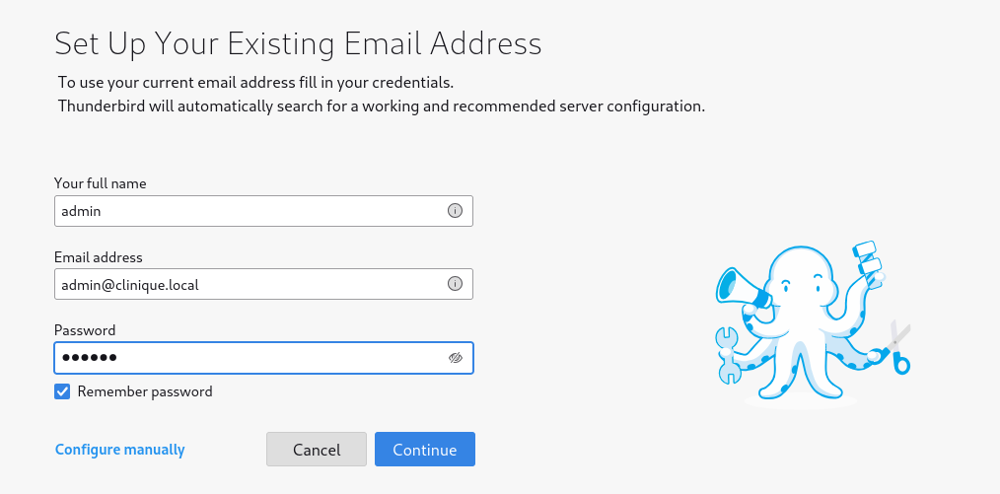 Set Up Your Existing Email Address
To use your current email address fill in your credentials.
Thunderbird will automatically search for a working and recommended server configuration.
Your full name
admin
Email address
admin@clinique.local
Password
●●●●●●
Remember password
Configure manually
Cancel
Continue